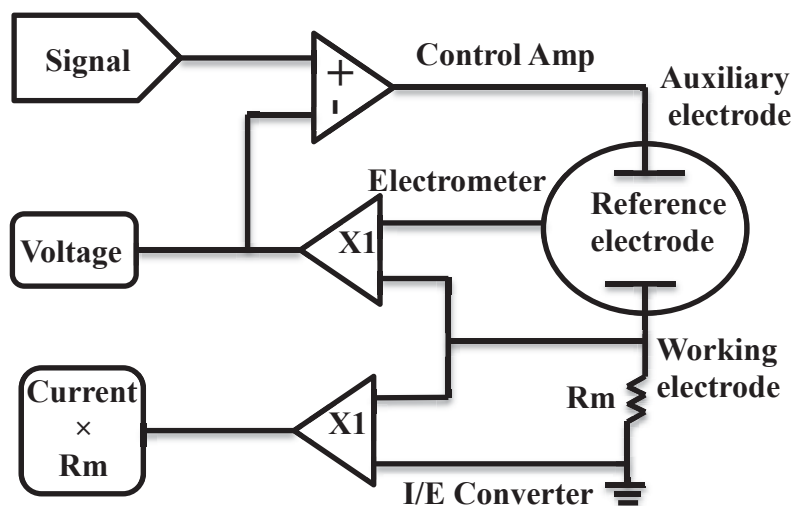 Signal
+
-
Control Amp
Auxiliary
electrode
Electrometer
Reference
electrode
X1
Voltage
Working
electrode
Rm
Current
×
Rm
X1
I/E Converter